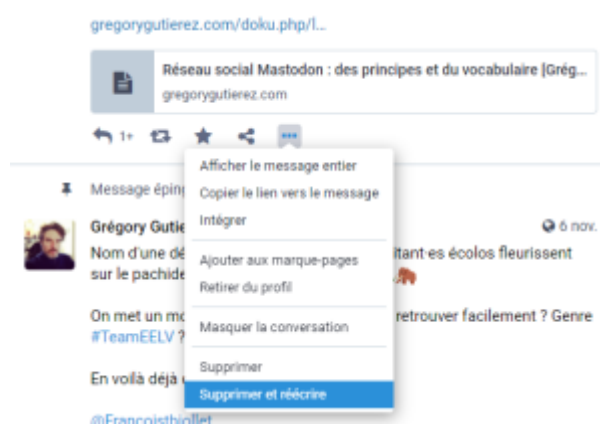 gregorygutierez.com/doku.php/l...
Réseau social Mastodon : des principes et du vocabulaire [Grég...
gregorygutierez.com
1+
Afficher le message entier
Copier le lien vers le message
Intégrer
Ajouter aux marque-pages
Retirer du profil
Masquer la conversation
Supprimer
Supprimer et réécrire
Message éping
Grégory Gutie 6 nov.
Nom d'une dé itant·es écolos fleurissent
sur le pachide
On met un mo retrouver facilement ? Genre
#TeamEELV ?
En voilà déjà
@Francoisthiollet